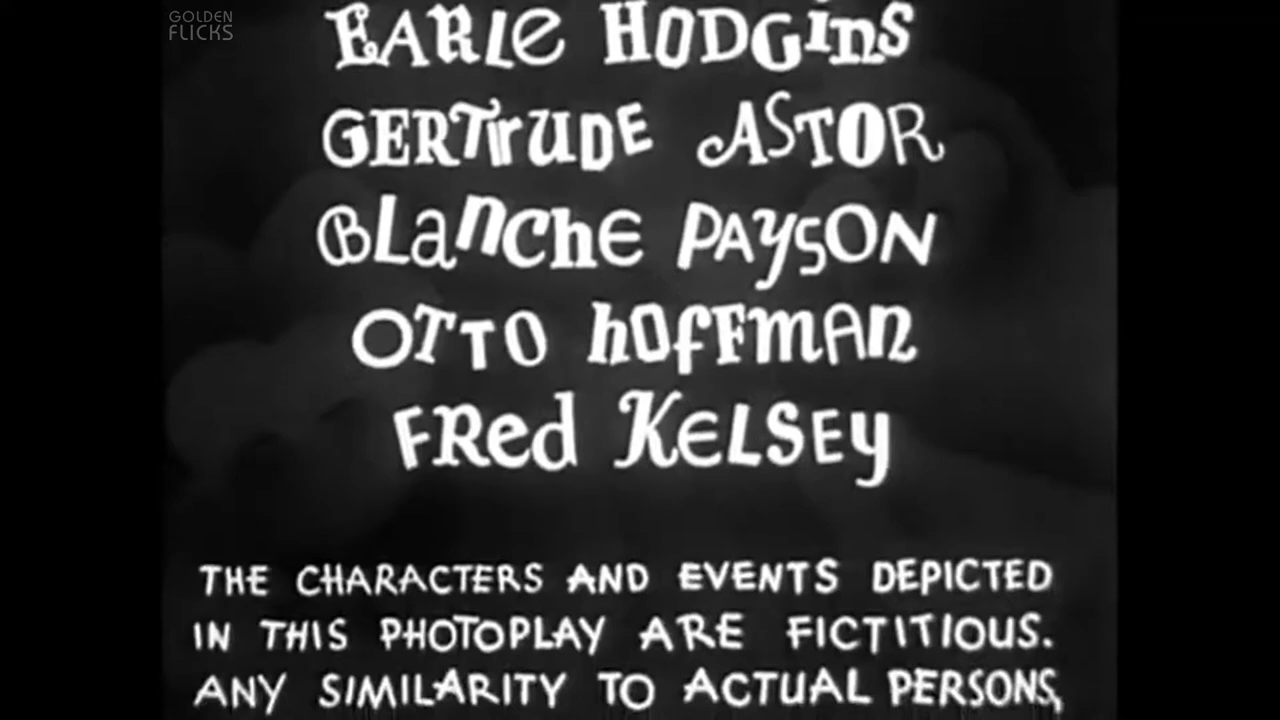 GOLDEN
FLICKS
EARLE HODGINS
GERTRUDE ASTOR
BLANCHE PAYSON
OTTO HOFFMAN
FRED KELSEY
THE CHARACTERS AND EVENTS DEPICTED
IN THIS PHOTOPLAY ARE FICTITIOUS.
ANY SIMILARITY TO ACTUAL PERSONS,